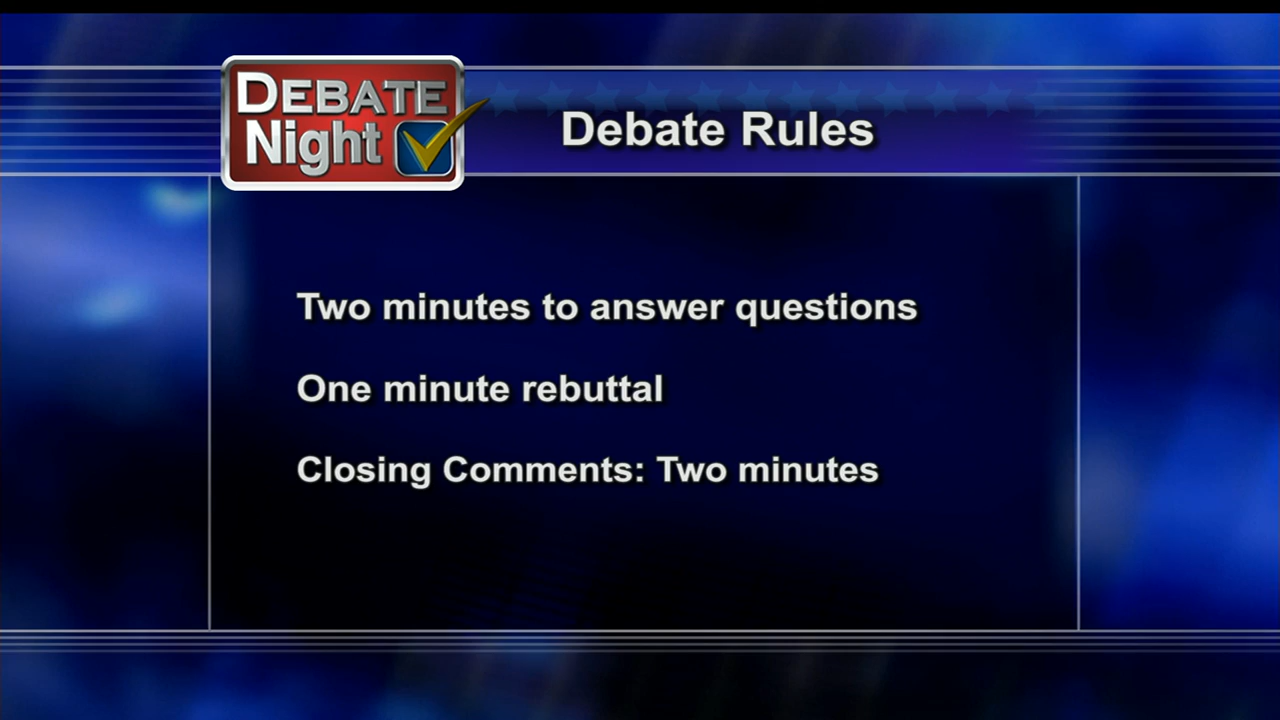 DEBATE
Night
Debate Rules
Two minutes to answer questions
One minute rebuttal
Closing Comments: Two minutes